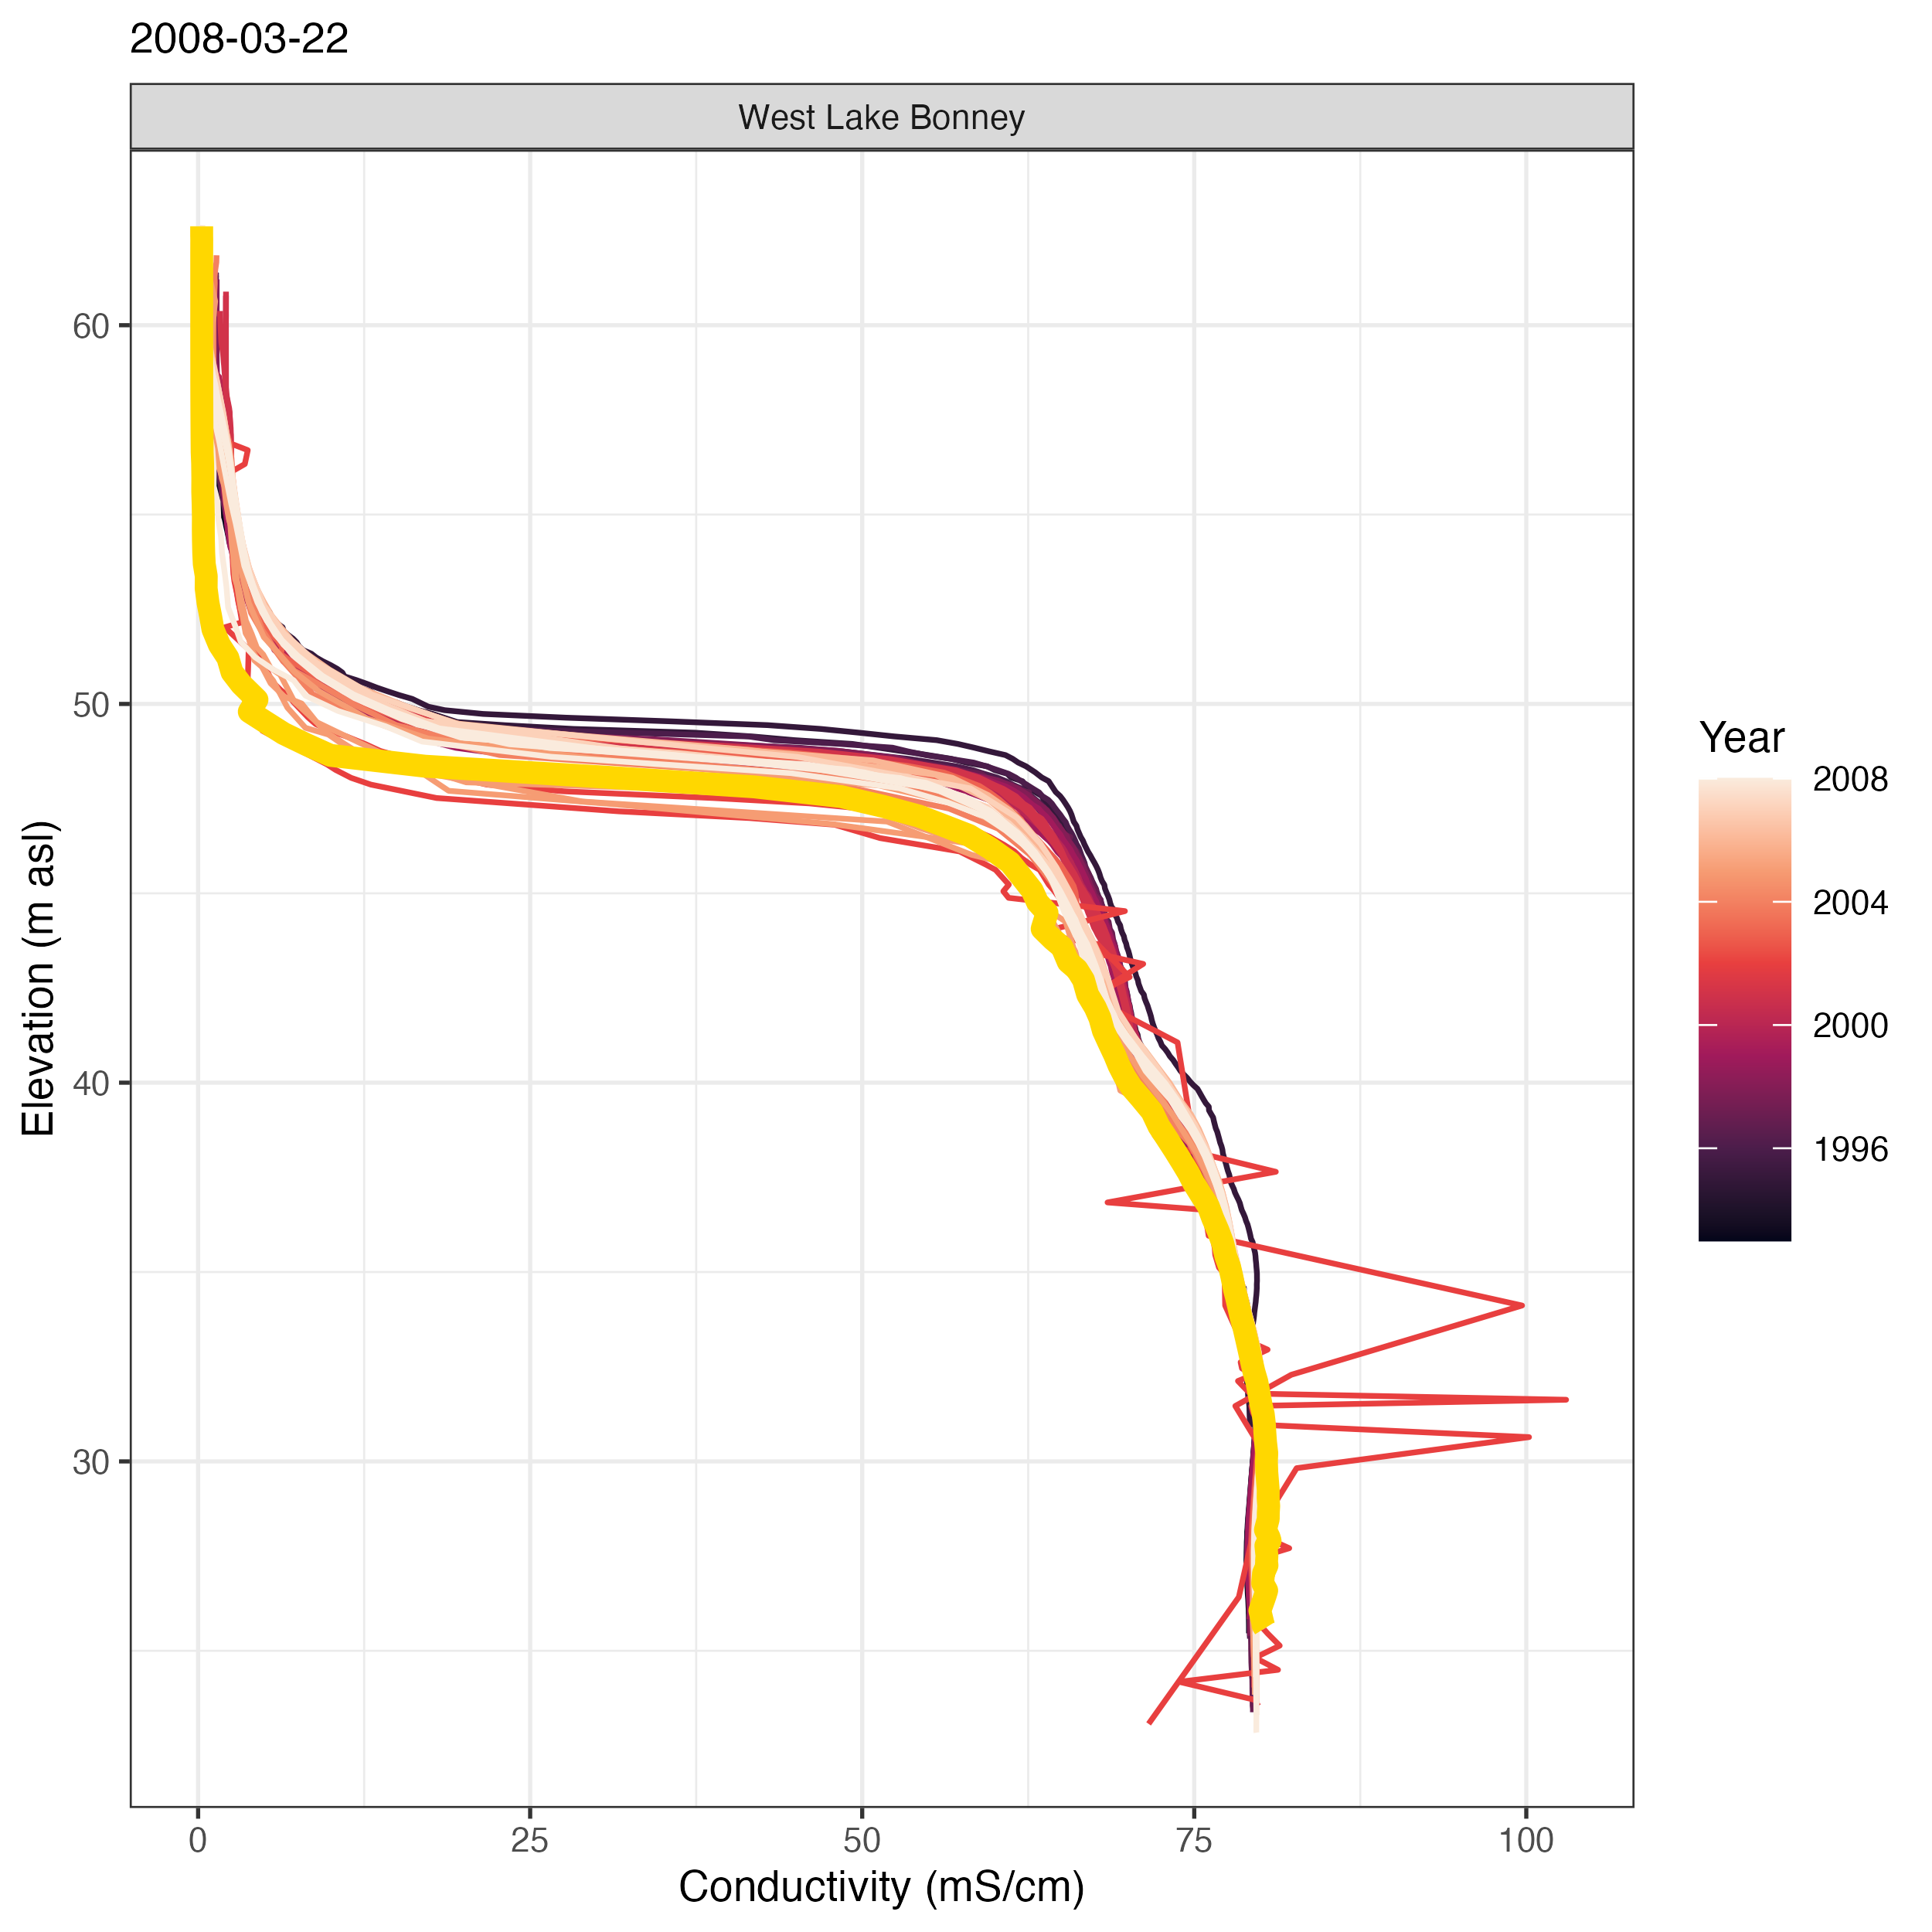 2008-03-22
West Lake Bonney
60
50
40
30
Elevation (m asl)
0 25 50 75 100
Conductivity (mS/cm)
Year
2008
2004
2000
1996